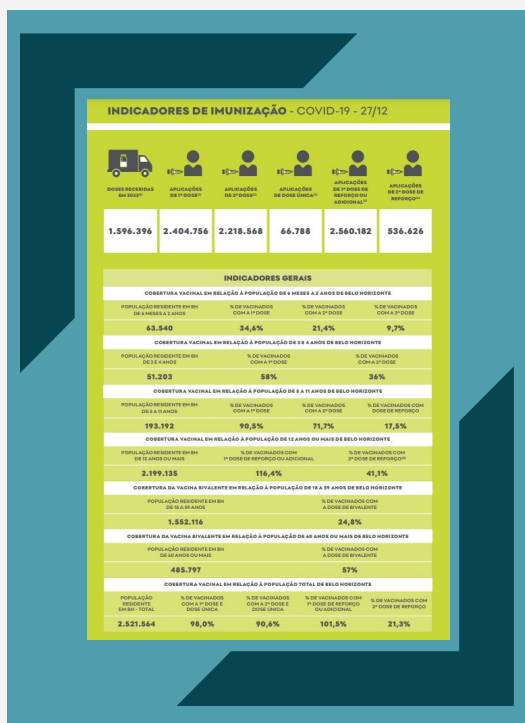 INDICADORES DE IMUNIZAÇÃO - COVID-19 - 27/12
DOSES RECEBIDAS
EM 2023⁽¹⁾
APLICAÇÕES
DE 1ª DOSE⁽²⁾
APLICAÇÕES
DE 2ª DOSE⁽²⁾
APLICAÇÕES
DE DOSE ÚNICA⁽²⁾
APLICAÇÕES
DE 1ª DOSE DE
REFORÇO OU
ADICIONAL⁽²⁾
APLICAÇÕES
DE 2ª DOSE DE
REFORÇO⁽²⁾
1.596.396 2.404.756 2.218.568 66.788 2.560.182 536.626
INDICADORES GERAIS
COBERTURA VACINAL EM RELAÇÃO À POPULAÇÃO DE 6 MESES A 2 ANOS DE BELO HORIZONTE
POPULAÇÃO RESIDENTE EM BH
DE 6 MESES A 2 ANOS
% DE VACINADOS
COM A 1ª DOSE
% DE VACINADOS
COM A 2ª DOSE
% DE VACINADOS
COM A 3ª DOSE
63.540 34,6% 21,4% 9,7%
COBERTURA VACINAL EM RELAÇÃO À POPULAÇÃO DE 3 E 4 ANOS DE BELO HORIZONTE
POPULAÇÃO RESIDENTE EM BH
DE 3 E 4 ANOS
% DE VACINADOS
COM A 1ª DOSE
% DE VACINADOS
COM A 2ª DOSE
51.203 58% 36%
COBERTURA VACINAL EM RELAÇÃO À POPULAÇÃO DE 5 A 11 ANOS DE BELO HORIZONTE
POPULAÇÃO RESIDENTE EM BH
DE 5 A 11 ANOS
% DE VACINADOS
COM A 1ª DOSE
% DE VACINADOS
COM A 2ª DOSE
% DE VACINADOS COM
DOSE DE REFORÇO
193.192 90,5% 71,7% 17,5%
COBERTURA VACINAL EM RELAÇÃO À POPULAÇÃO DE 12 ANOS OU MAIS DE BELO HORIZONTE
POPULAÇÃO RESIDENTE EM BH
DE 12 ANOS OU MAIS
% DE VACINADOS COM
1ª DOSE DE REFORÇO OU ADICIONAL
% DE VACINADOS COM
2ª DOSE DE REFORÇO
2.199.135 116,4% 41,1%
COBERTURA DA VACINA BIVALENTE EM RELAÇÃO À POPULAÇÃO DE 18 A 59 ANOS DE BELO HORIZONTE
POPULAÇÃO RESIDENTE EM BH
DE 18 A 59 ANOS
% DE VACINADOS COM
A DOSE DE BIVALENTE
1.552.116 24,8%
COBERTURA DA VACINA BIVALENTE EM RELAÇÃO À POPULAÇÃO DE 60 ANOS OU MAIS DE BELO HORIZONTE
POPULAÇÃO RESIDENTE EM BH
DE 60 ANOS OU MAIS
% DE VACINADOS COM
A DOSE DE BIVALENTE
485.797 57%
COBERTURA VACINAL EM RELAÇÃO À POPULAÇÃO TOTAL DE BELO HORIZONTE
POPULAÇÃO
RESIDENTE
EM BH - TOTAL
% DE VACINADOS
COM A 1ª DOSE E
DOSE ÚNICA
% DE VACINADOS
COM A 2ª DOSE E
DOSE ÚNICA
% DE VACINADOS COM
1ª DOSE DE REFORÇO
OU ADICIONAL
% DE VACINADOS COM
2ª DOSE DE REFORÇO
2.521.564 98,0% 90,6% 101,5% 21,3%